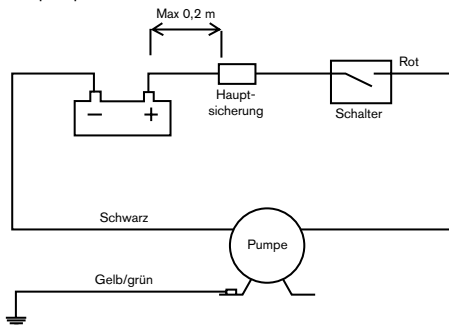 Max 0,2 m
Rot
Haupt-
sicherung
Schalter
Schwarz
Pumpe
Gelb/grün